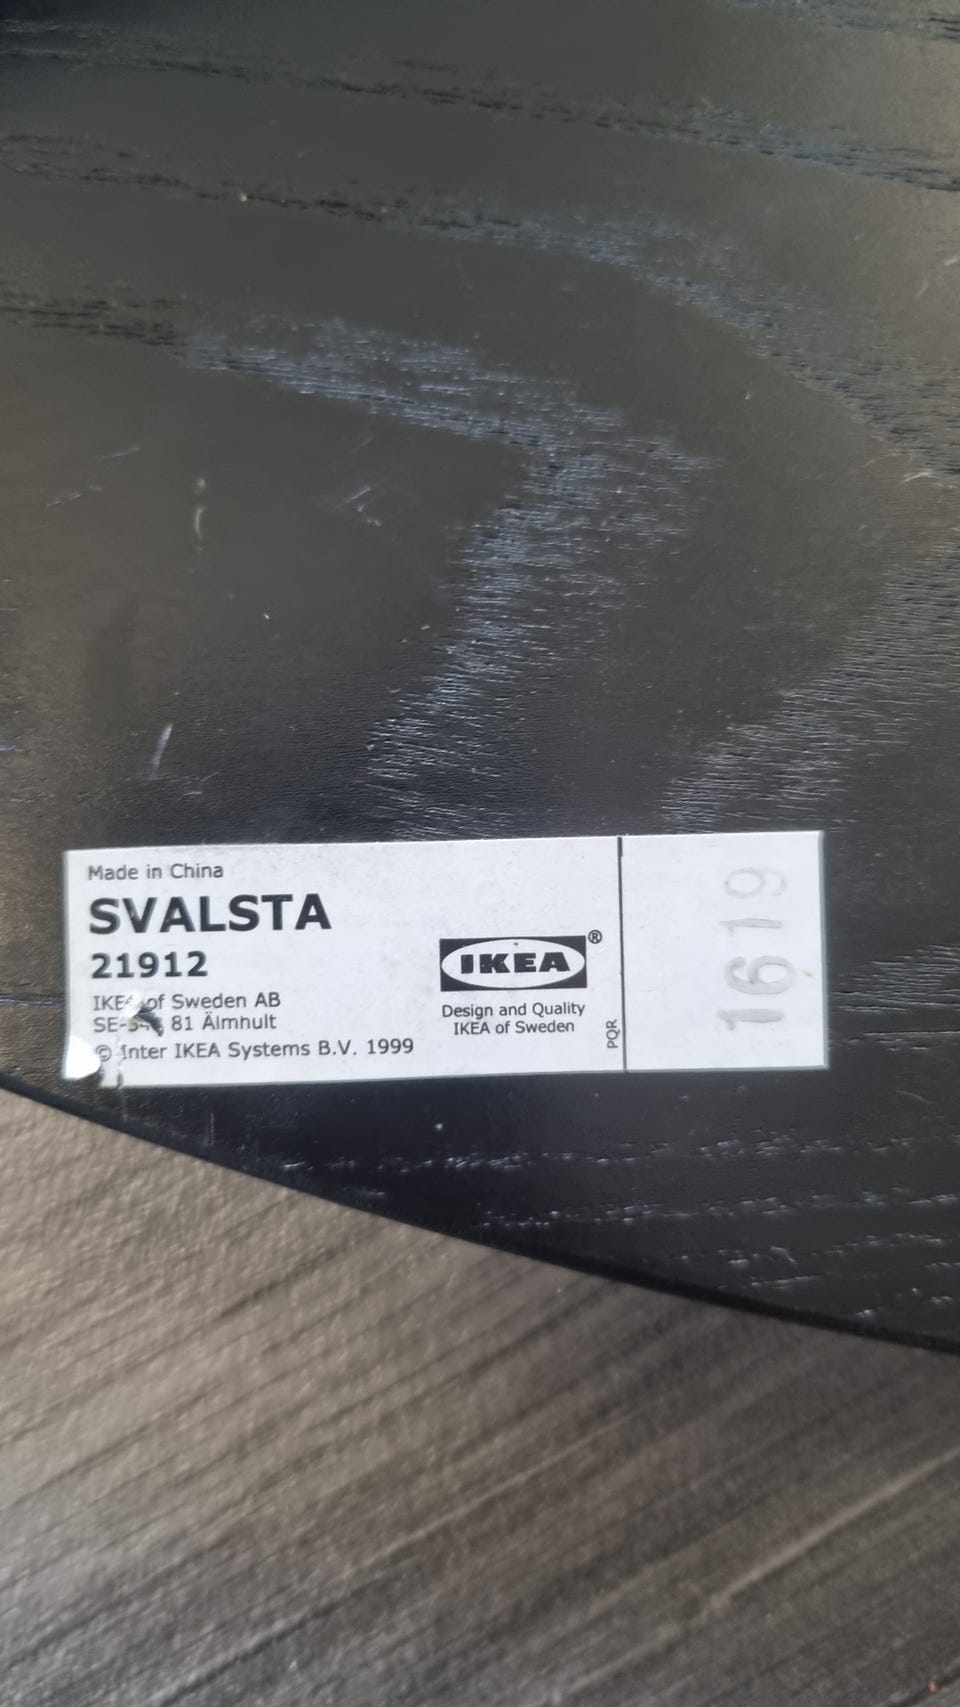 Made in China
SVALSTA
21912
IKEA of Sweden AB
81 Älmhult
© Inter IKEA Systems B.V. 1999
IKEA®
Design and Quality
IKEA of Sweden
PQR
1619